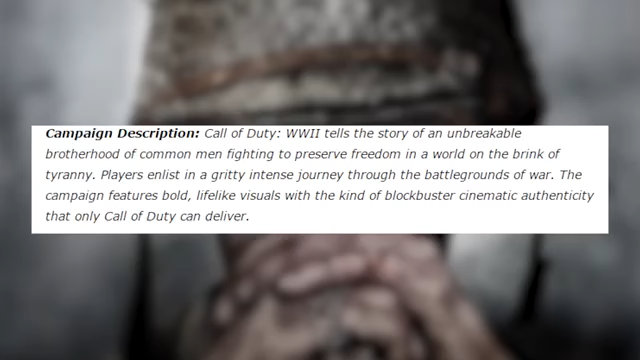 Campaign Description: Call of Duty: WWII tells the story of an unbreakable
brotherhood of common men fighting to preserve freedom in a world on the brink of
tyranny. Players enlist in a gritty intense journey through the battlegrounds of war. The
campaign features bold, lifelike visuals with the kind of blockbuster cinematic authenticity
that only Call of Duty can deliver.